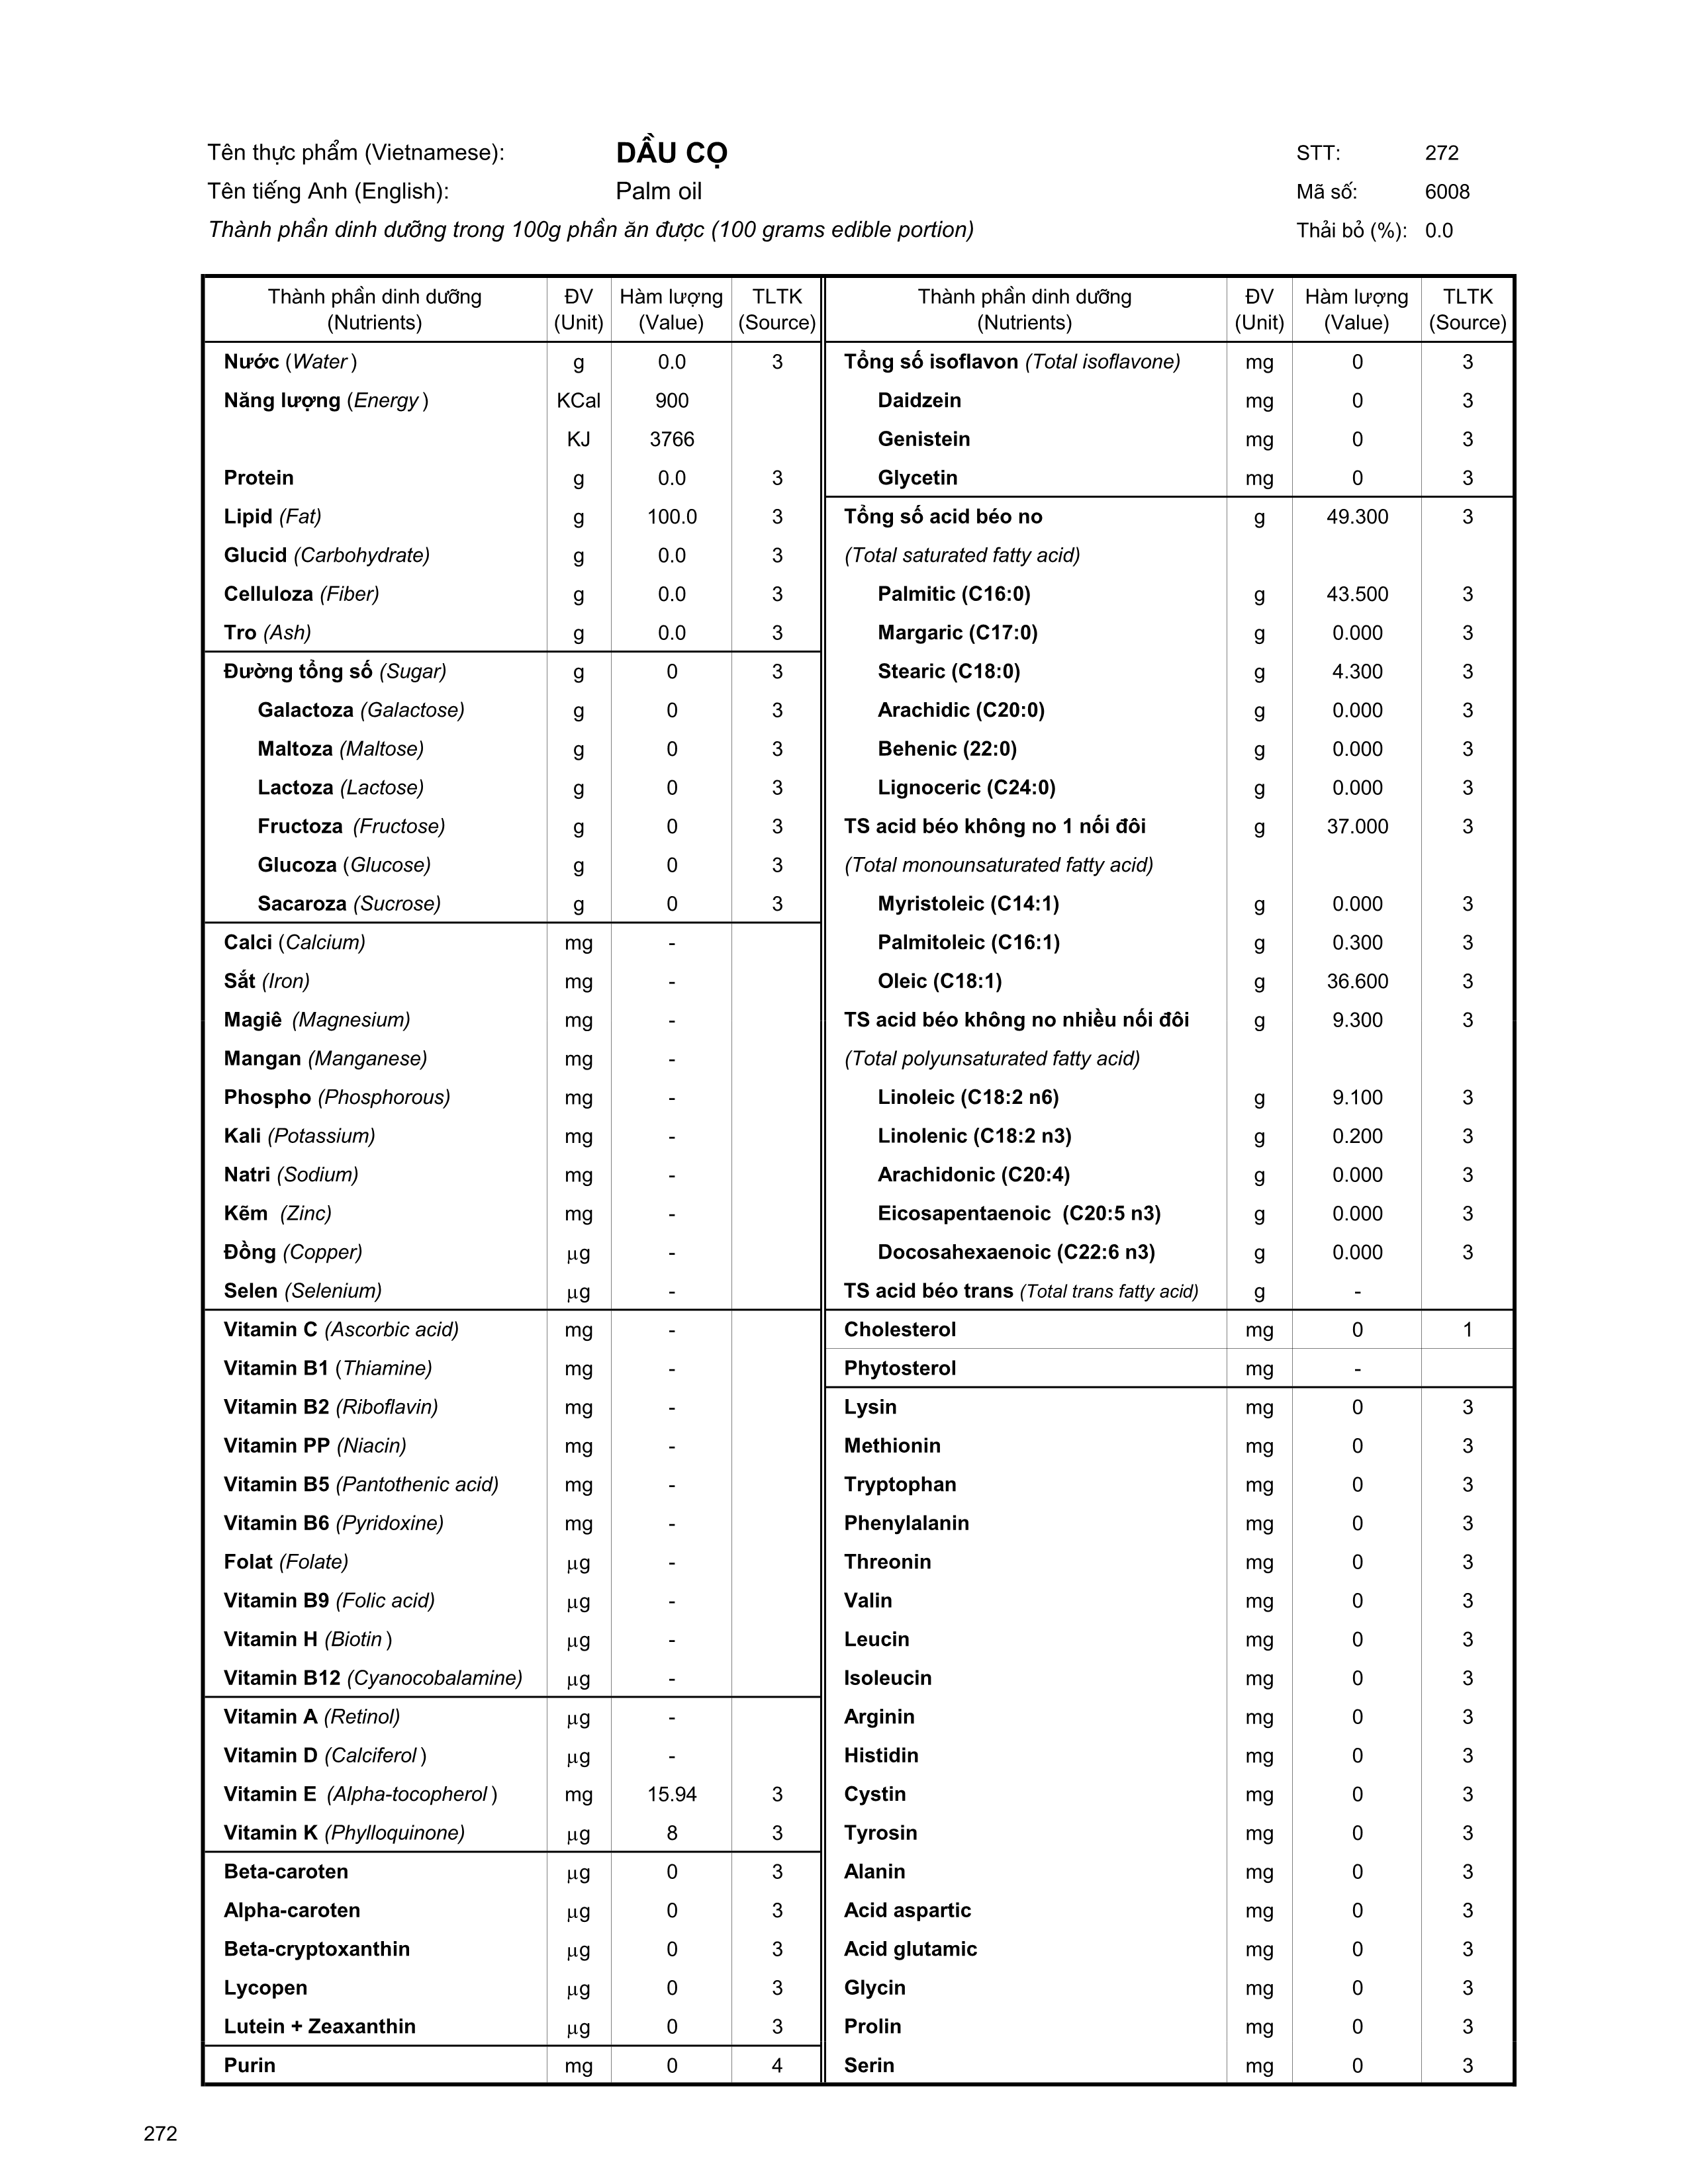 Tên thực phẩm (Vietnamese): DẦU CỌ STT: 272
Tên tiếng Anh (English): Palm oil Mã số: 6008
Thành phần dinh dưỡng trong 100g phần ăn được (100 grams edible portion) Thải bỏ (%): 0.0
Thành phần dinh dưỡng (Nutrients) ĐV (Unit) Hàm lượng (Value) TLTK (Source)
Nước (Water) g 0.0 3
Năng lượng (Energy) KCal 900
KJ 3766
Protein g 0.0 3
Lipid (Fat) g 100.0 3
Glucid (Carbohydrate) g 0.0 3
Celluloza (Fiber) g 0.0 3
Tro (Ash) g 0.0 3
Đường tổng số (Sugar) g 0 3
Galactoza (Galactose) g 0 3
Maltoza (Maltose) g 0 3
Lactoza (Lactose) g 0 3
Fructoza (Fructose) g 0 3
Glucoza (Glucose) g 0 3
Sacaroza (Sucrose) g 0 3
Calci (Calcium) mg -
Sắt (Iron) mg -
Magiê (Magnesium) mg -
Mangan (Manganese) mg -
Phospho (Phosphorous) mg -
Kali (Potassium) mg -
Natri (Sodium) mg -
Kẽm (Zinc) mg -
Đồng (Copper) µg -
Selen (Selenium) µg -
Vitamin C (Ascorbic acid) mg -
Vitamin B1 (Thiamine) mg -
Vitamin B2 (Riboflavin) mg -
Vitamin PP (Niacin) mg -
Vitamin B5 (Pantothenic acid) mg -
Vitamin B6 (Pyridoxine) mg -
Folat (Folate) µg -
Vitamin B9 (Folic acid) µg -
Vitamin H (Biotin) µg -
Vitamin B12 (Cyanocobalamine) µg -
Vitamin A (Retinol) µg -
Vitamin D (Calciferol) µg -
Vitamin E (Alpha-tocopherol) mg 15.94 3
Vitamin K (Phylloquinone) µg 8 3
Beta-caroten µg 0 3
Alpha-caroten µg 0 3
Beta-cryptoxanthin µg 0 3
Lycopen µg 0 3
Lutein + Zeaxanthin µg 0 3
Purin mg 0 4
Thành phần dinh dưỡng (Nutrients) ĐV (Unit) Hàm lượng (Value) TLTK (Source)
Tổng số isoflavon (Total isoflavone) mg 0 3
Daidzein mg 0 3
Genistein mg 0 3
Glycetin mg 0 3
Tổng số acid béo no g 49.300 3
(Total saturated fatty acid)
Palmitic (C16:0) g 43.500 3
Margaric (C17:0) g 0.000 3
Stearic (C18:0) g 4.300 3
Arachidic (C20:0) g 0.000 3
Behenic (22:0) g 0.000 3
Lignoceric (C24:0) g 0.000 3
TS acid béo không no 1 nối đôi g 37.000 3
(Total monounsaturated fatty acid)
Myristoleic (C14:1) g 0.000 3
Palmitoleic (C16:1) g 0.300 3
Oleic (C18:1) g 36.600 3
TS acid béo không no nhiều nối đôi g 9.300 3
(Total polyunsaturated fatty acid)
Linoleic (C18:2 n6) g 9.100 3
Linolenic (C18:2 n3) g 0.200 3
Arachidonic (C20:4) g 0.000 3
Eicosapentaenoic (C20:5 n3) g 0.000 3
Docosahexaenoic (C22:6 n3) g 0.000 3
TS acid béo trans (Total trans fatty acid) g -
Cholesterol mg 0 1
Phytosterol mg -
Lysin mg 0 3
Methionin mg 0 3
Tryptophan mg 0 3
Phenylalanin mg 0 3
Threonin mg 0 3
Valin mg 0 3
Leucin mg 0 3
Isoleucin mg 0 3
Arginin mg 0 3
Histidin mg 0 3
Cystin mg 0 3
Tyrosin mg 0 3
Alanin mg 0 3
Acid aspartic mg 0 3
Acid glutamic mg 0 3
Glycin mg 0 3
Prolin mg 0 3
Serin mg 0 3
272